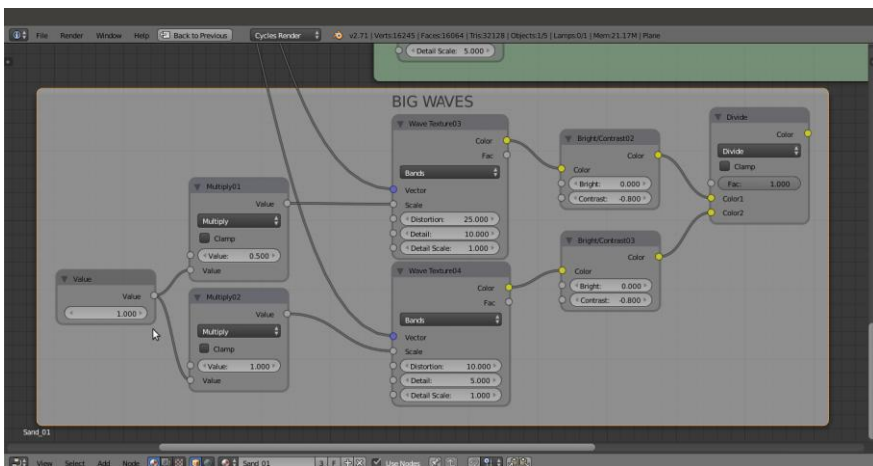 File Render Window Help Back to Previous Cycles Render v2.71 | Verts:16245 | Faces:16064 | Tris:32128 | Objects:1/5 | Lamps:0/1 | Mem:21.17M | Plane
Detail Scale: 5.000
BIG WAVES
Wave Texture03
Color
Fac
Bands
Vector
Scale
Distortion: 25.000
Detail: 10.000
Detail Scale: 1.000
Bright/Contrast02
Color
Color
Bright: 0.000
Contrast: -0.800
Divide
Color
Divide
Clamp
Fac: 1.000
Color1
Color2
Multiply01
Value
Multiply
Clamp
Value: 0.500
Value
Value
Value
1.000
Multiply02
Value
Multiply
Clamp
Value: 1.000
Value
Wave Texture04
Color
Fac
Bands
Vector
Scale
Distortion: 10.000
Detail: 5.000
Detail Scale: 1.000
Bright/Contrast03
Color
Color
Bright: 0.000
Contrast: -0.800
Sand_01
View Select Add Node Sand_01 3 F Use Nodes